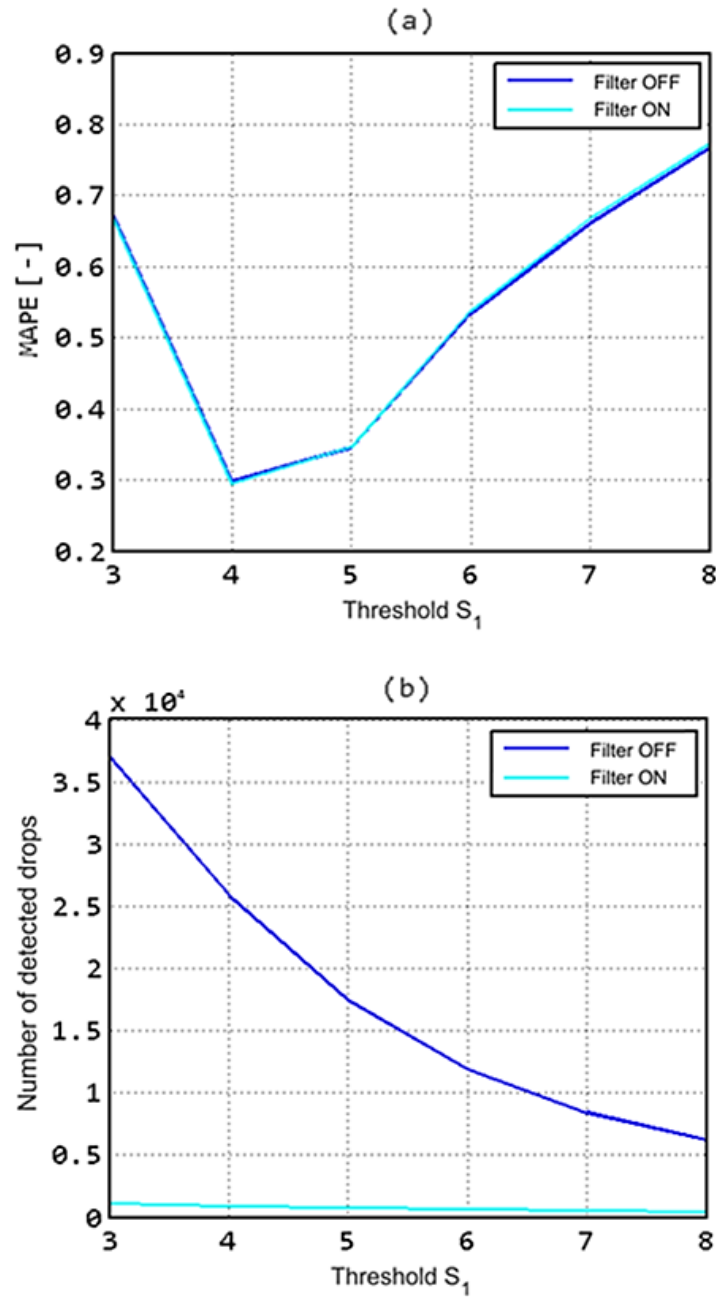 (a)
0.9
0.8
0.7
0.6
0.5
0.4
0.3
0.2
MAPE [-]
Filter OFF
Filter ON
3 4 5 6 7 8
Threshold S₁
(b)
x 10⁴
4
3.5
3
2.5
2
1.5
1
0.5
0
Number of detected drops
Filter OFF
Filter ON
3 4 5 6 7 8
Threshold S₁